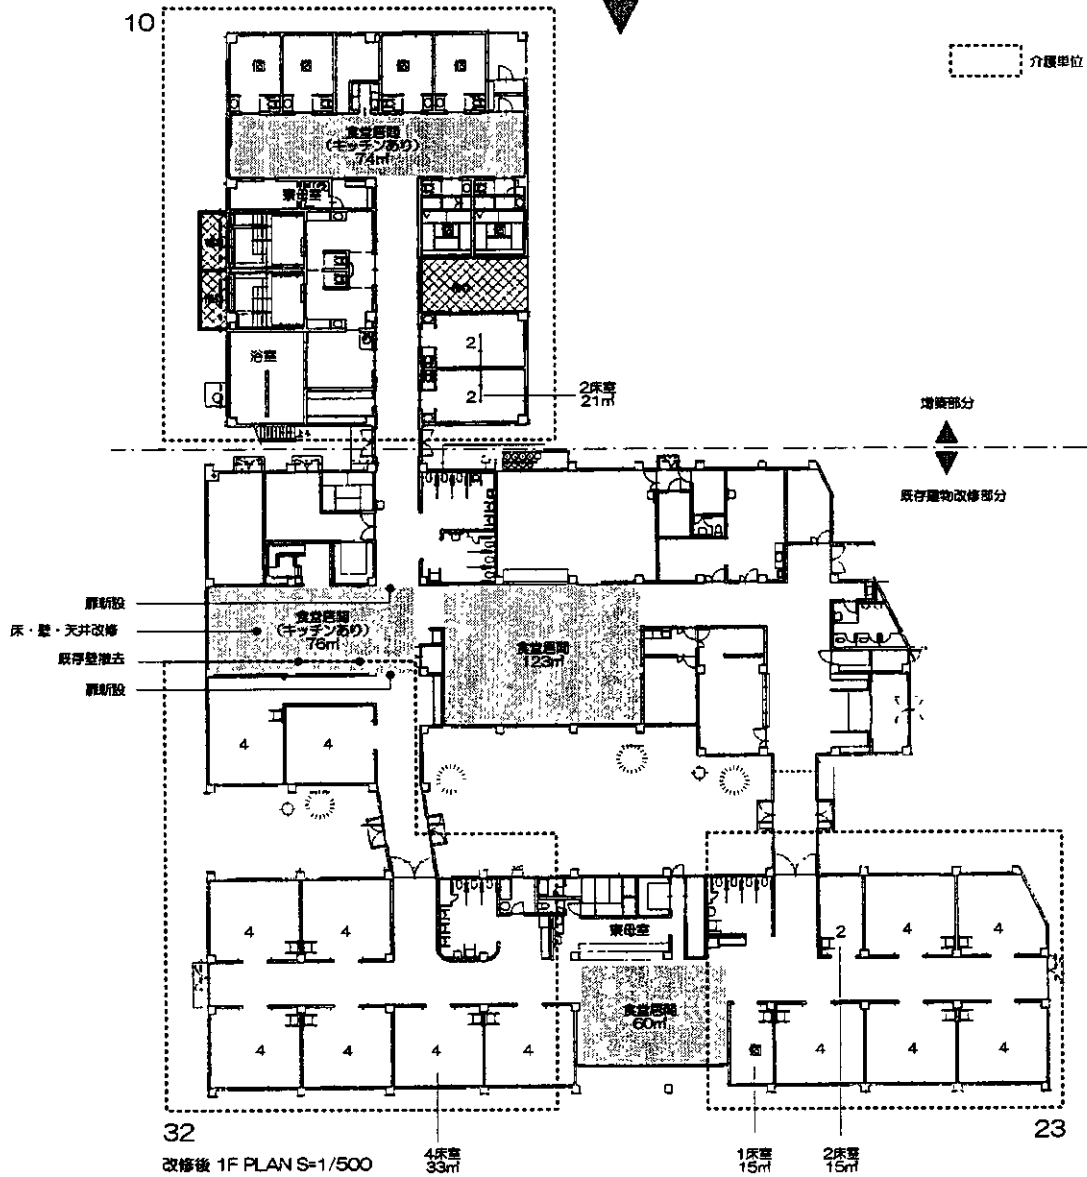 10
介護単位
個
個
個
個
食堂居間
(キッチンあり)
74㎡
寮母室
個
個
浴室
2
2
2床室
21㎡
増築部分
既存建物改修部分
扉新設
床・壁・天井改修
既存壁撤去
扉新設
食堂居間
(キッチンあり)
76㎡
食堂居間
123㎡
4
4
4
4
寮母室
2
4
4
食堂居間
60㎡
4
4
4
4
個
4
4
4
32
23
改修後 1F PLAN S=1/500
4床室
33㎡
1床室
15㎡
2床室
15㎡